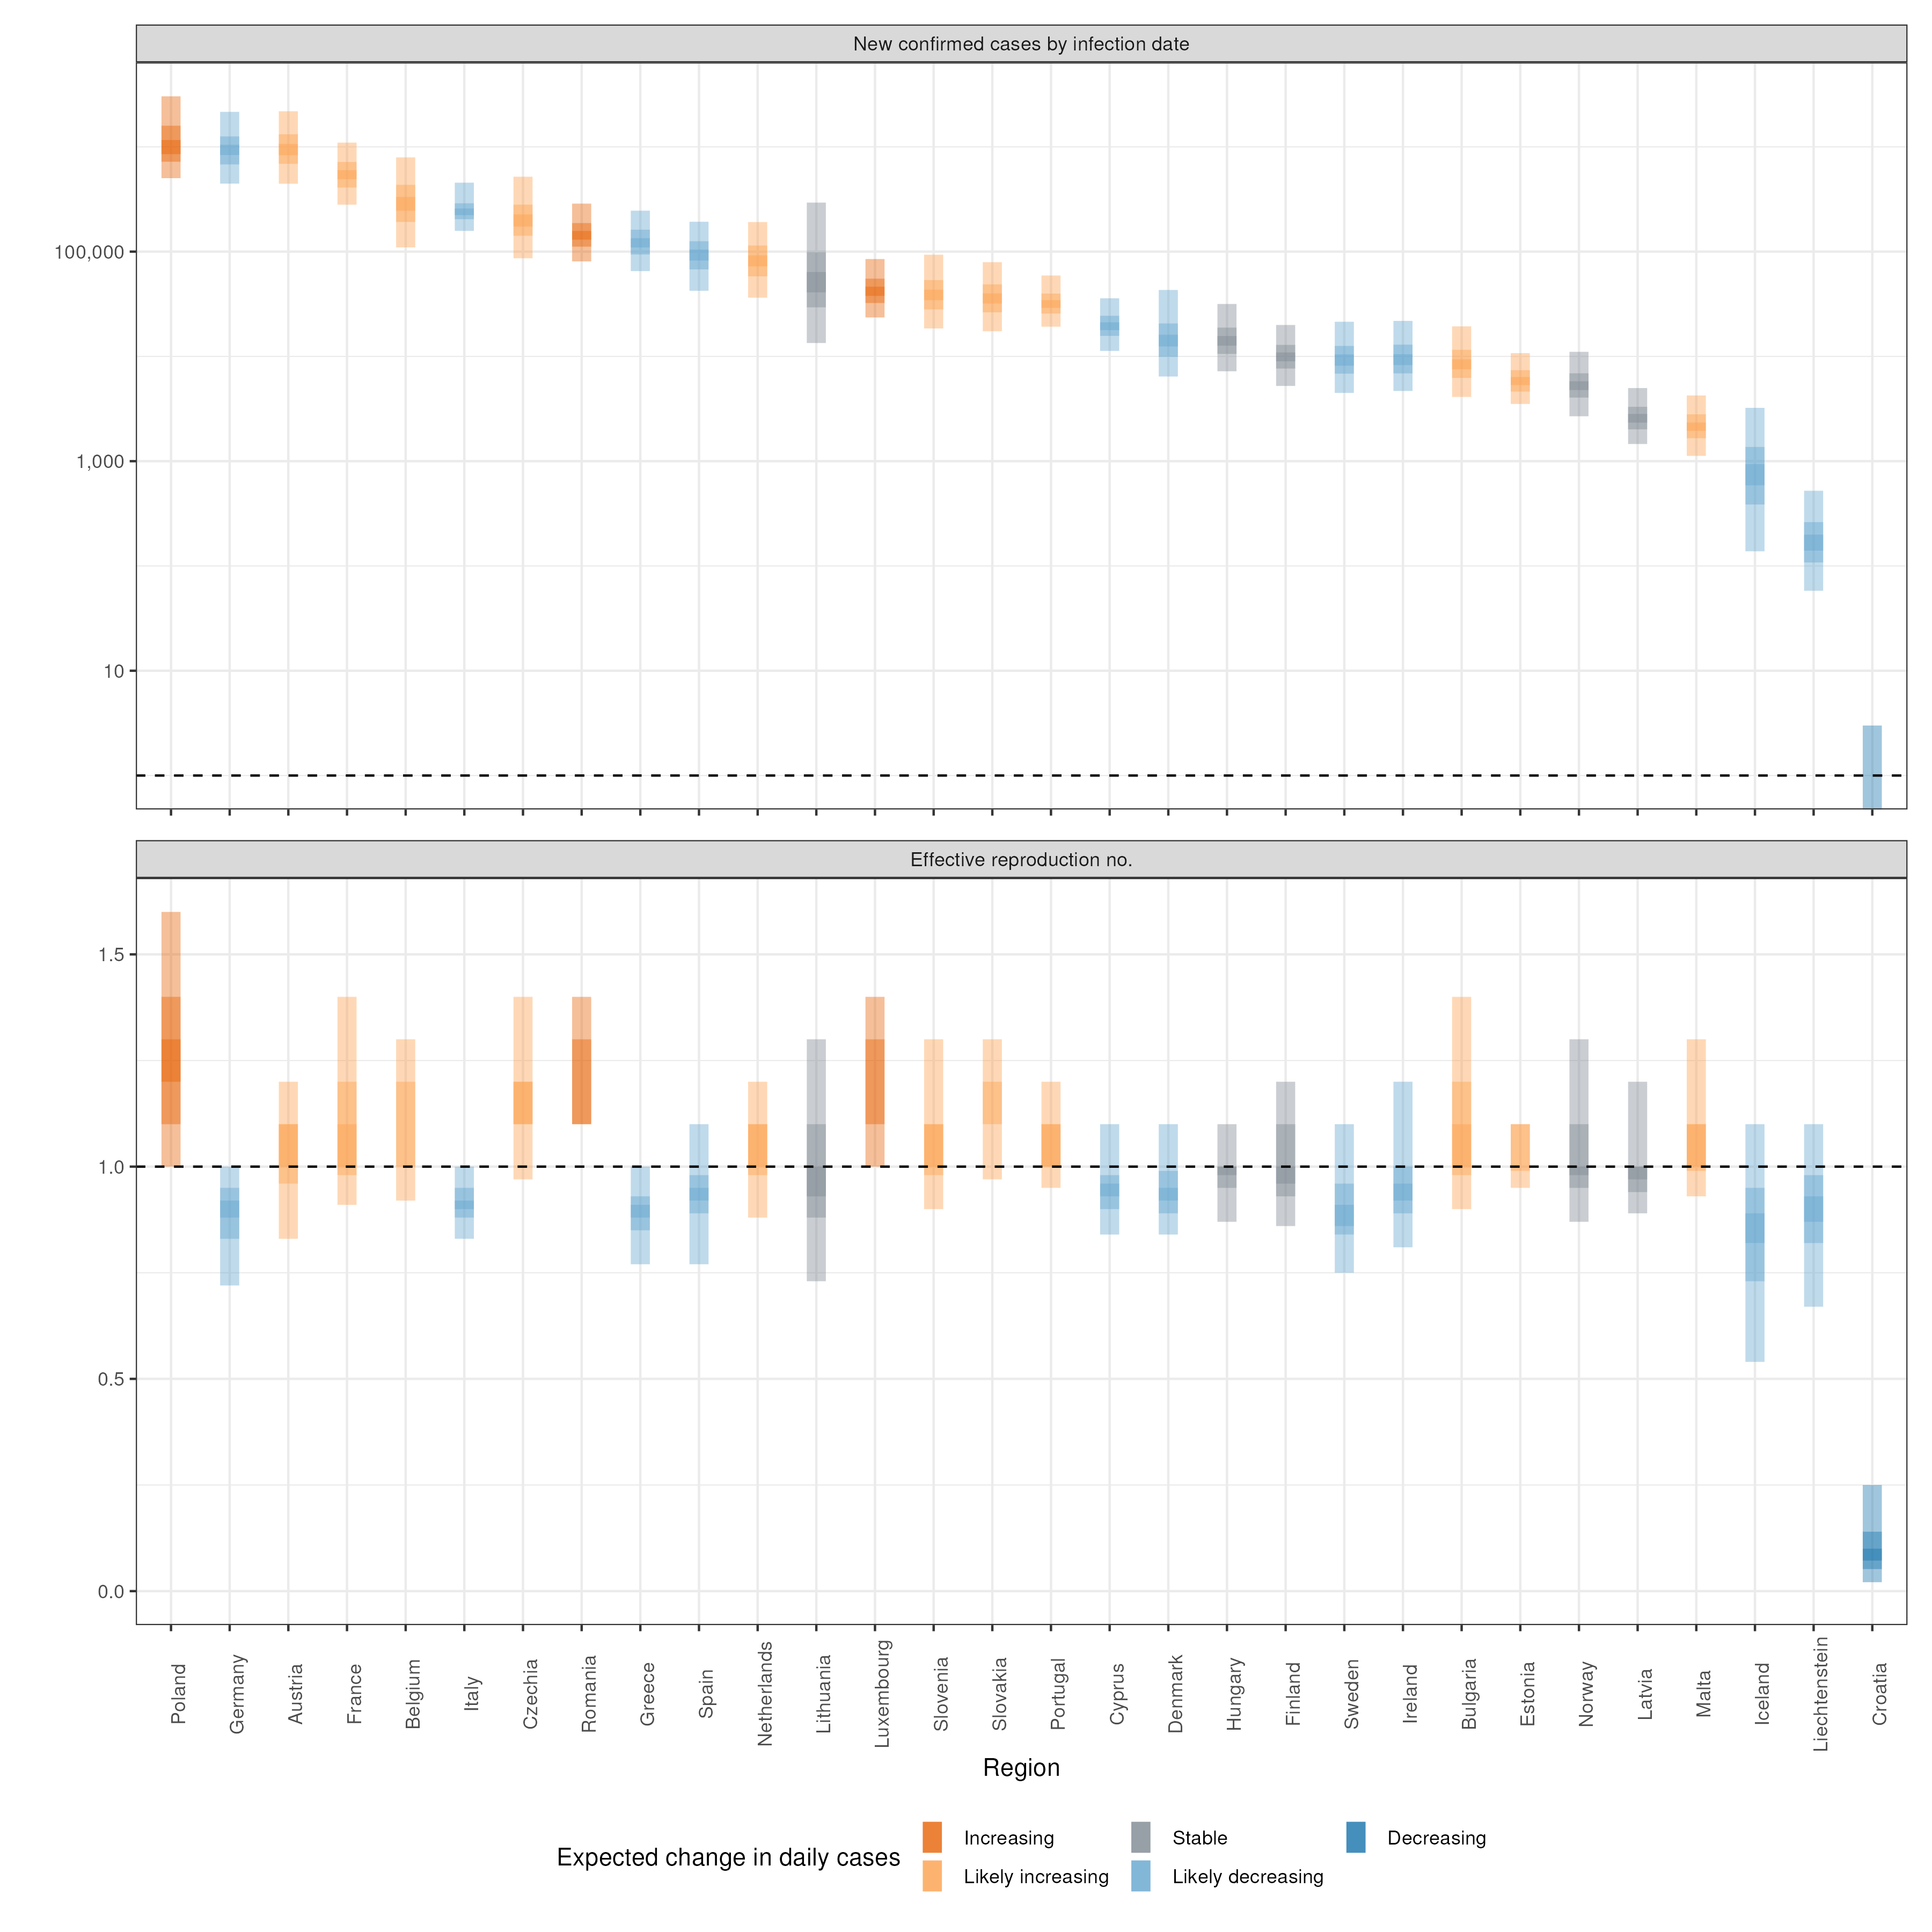 New confirmed cases by infection date
100,000
1,000
10
Effective reproduction no.
1.5
1.0
0.5
0.0
Poland
Germany
Austria
France
Belgium
Italy
Czechia
Romania
Greece
Spain
Netherlands
Lithuania
Luxembourg
Slovenia
Slovakia
Portugal
Cyprus
Denmark
Hungary
Finland
Sweden
Ireland
Bulgaria
Estonia
Norway
Latvia
Malta
Iceland
Liechtenstein
Croatia
Region
Expected change in daily cases
Increasing
Likely increasing
Stable
Likely decreasing
Decreasing